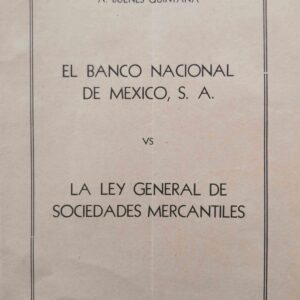 A. BUENES QUINTANA
EL BANCO NACIONAL
DE MEXICO, S. A.
VS
LA LEY GENERAL DE
SOCIEDADES MERCANTILES